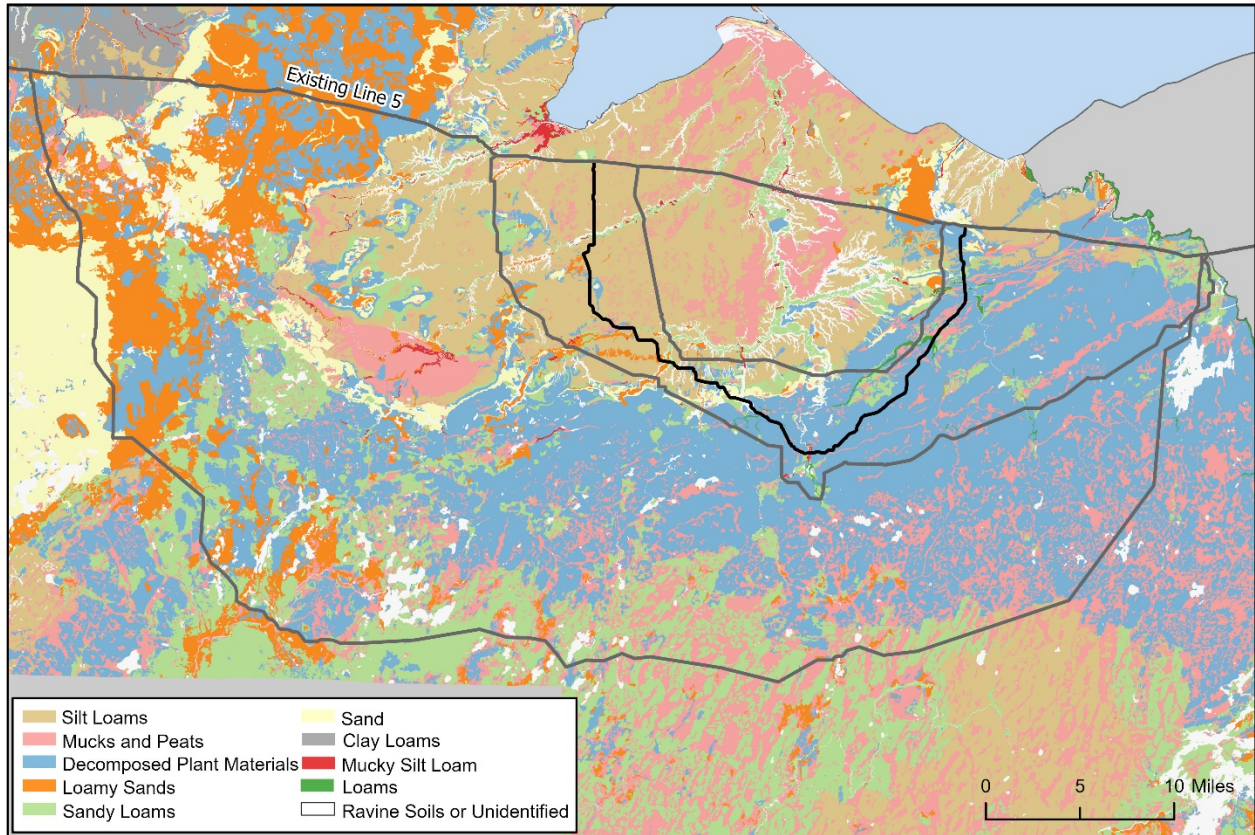 Existing Line 5
Silt Loams
Mucks and Peats
Decomposed Plant Materials
Loamy Sands
Sandy Loams
Sand
Clay Loams
Mucky Silt Loam
Loams
Ravine Soils or Unidentified
0 5 10 Miles